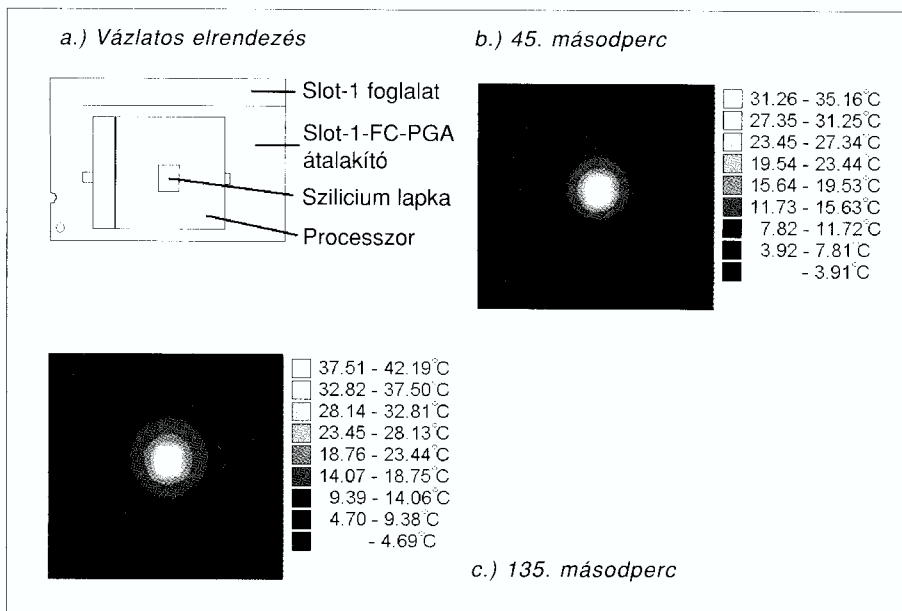 a.) Vázlatos elrendezés
Slot-1 foglalat
Slot-1-FC-PGA
átalakító
Szilicium lapka
Processzor
b.) 45. másodperc
31.26 - 35.16°C
27.35 - 31.25°C
23.45 - 27.34°C
19.54 - 23.44°C
15.64 - 19.53°C
11.73 - 15.63°C
7.82 - 11.72°C
3.92 - 7.81°C
- 3.91°C
37.51 - 42.19°C
32.82 - 37.50°C
28.14 - 32.81°C
23.45 - 28.13°C
18.76 - 23.44°C
14.07 - 18.75°C
9.39 - 14.06°C
4.70 - 9.38°C
- 4.69°C
c.) 135. másodperc